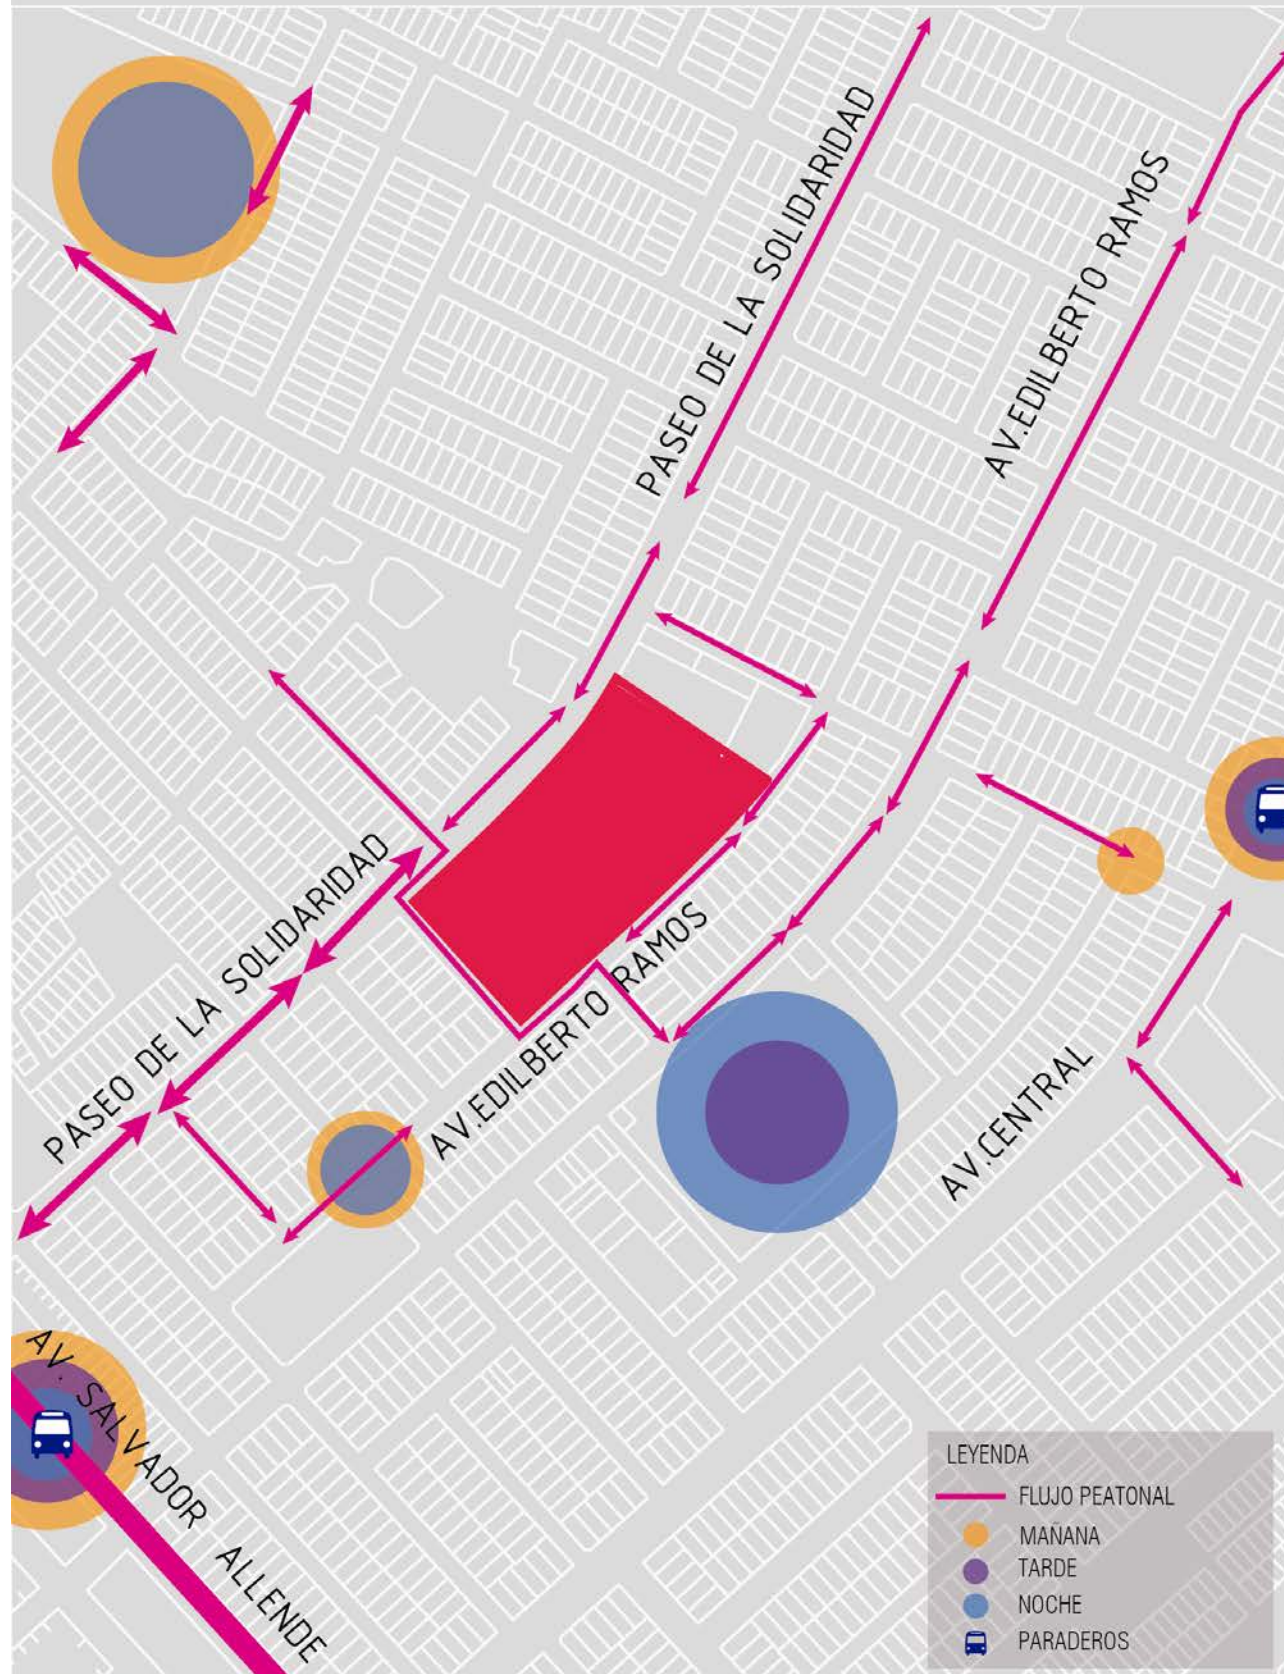 PASEO DE LA SOLIDARIDAD
AV.EDILBERTO RAMOS
PASEO DE LA SOLIDARIDAD
AV.EDILBERTO RAMOS
AV.CENTRAL
AV. SALVADOR ALLENDE
LEYENDA
FLUJO PEATONAL
MAÑANA
TARDE
NOCHE
PARADEROS